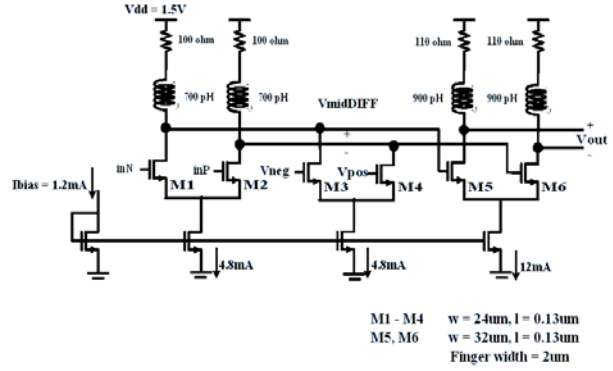 Vdd = 1.5V
100 ohm
100 ohm
110 ohm
110 ohm
700 pH
700 pH
900 pH
900 pH
VmidDIFF
+
-
+
Vout
-
inN
M1
inP
M2
Vneg
M3
Vpos
M4
M5
M6
Ibias = 1.2mA
4.8mA
4.8mA
12mA
M1 - M4 w = 24um, l = 0.13um
M5, M6 w = 32um, l = 0.13um
Finger width = 2um